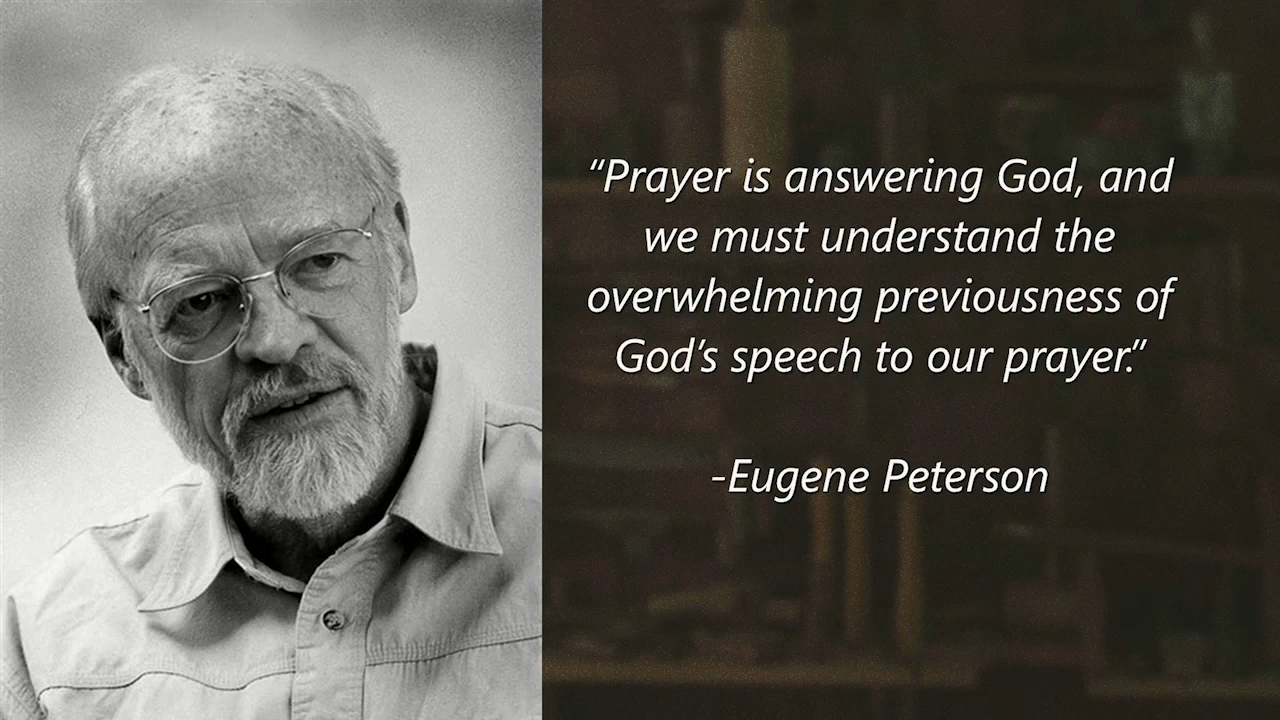 “Prayer is answering God, and
we must understand the
overwhelming previousness of
God’s speech to our prayer.”
-Eugene Peterson